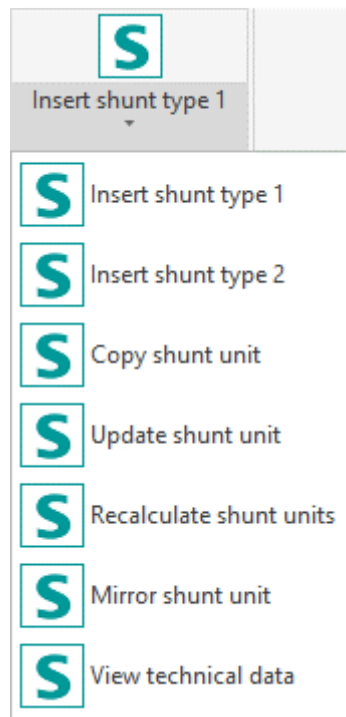 S
Insert shunt type 1
S Insert shunt type 1
S Insert shunt type 2
S Copy shunt unit
S Update shunt unit
S Recalculate shunt units
S Mirror shunt unit
S View technical data